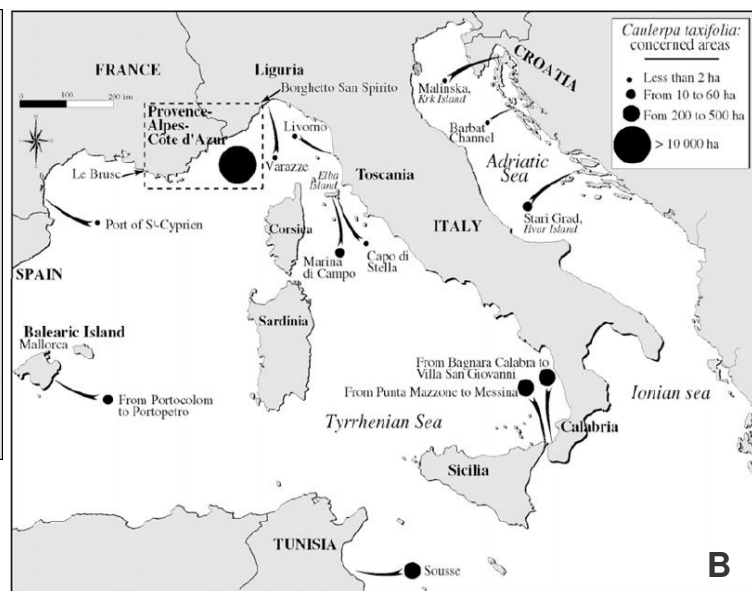 Caulerpa taxifolia:
concerned areas
Less than 2 ha
From 10 to 60 ha
Fom 200 to 500 ha
> 10 000 ha
FRANCE
Liguria
CROATIA
Borghetto San Spirito
Malinska,
Krk Island
0 100 200 km
Provence-
Alpes-
Côte d'Azur
Livorno
Barbat
Channel
Adriatic
Sea
Le Brusc
Varazze
Elba
Island
Toscania
Port of St-Cyprien
Corsica
ITALY
Stari Grad,
Hvar Island
Marina
di Campo
Capo di
Stella
SPAIN
Sardinia
Balearic Island
Mallorca
From Bagnara Calabra to
Villa San Giovanni
From Punta Mazzone to Messina
Ionian sea
From Portocolom
to Portopetro
Tyrrhenian Sea
Calabria
Sicilia
TUNISIA
Sousse
B